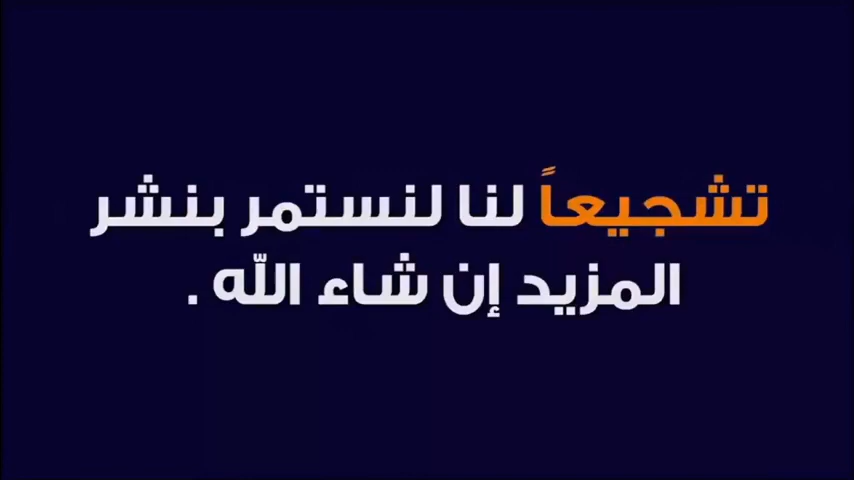 تشجيعاً لنا لنستمر بنشر
المزيد إن شاء الله .